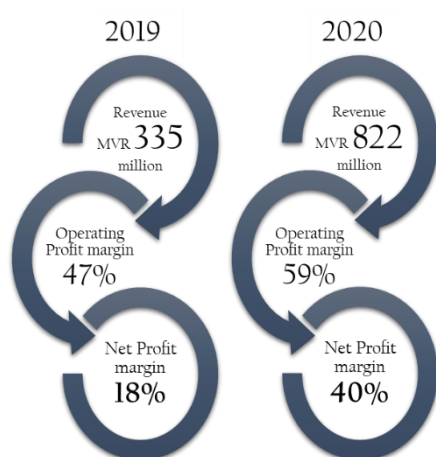 2019
Revenue
MVR 335
million
Operating
Profit margin
47%
Net Profit
margin
18%
2020
Revenue
MVR 822
million
Operating
Profit margin
59%
Net Profit
margin
40%